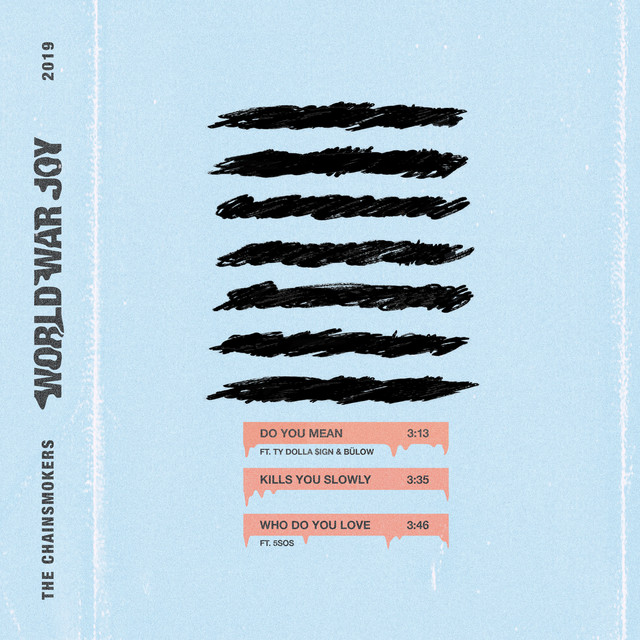 THE CHAINSMOKERS WORLD WAR JOY 2019
DO YOU MEAN 3:13
FT. TY DOLLA $IGN & BÜLOW
KILLS YOU SLOWLY 3:35
WHO DO YOU LOVE 3:46
FT. 5SOS